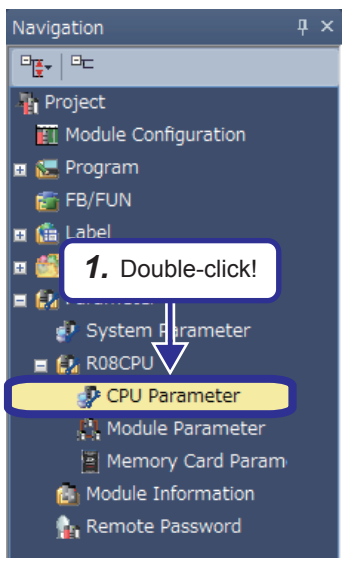 Navigation
Project
Module Configuration
Program
FB/FUN
Label
1. Double-click!
Parameter
System Parameter
R08CPU
CPU Parameter
Module Parameter
Memory Card Param
Module Information
Remote Password